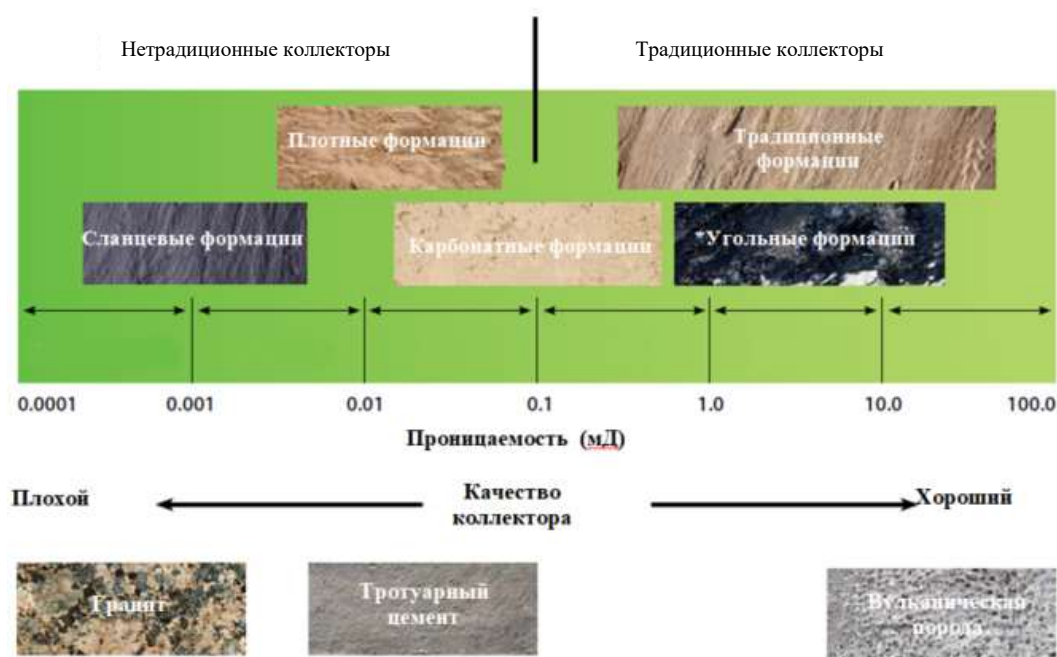 Нетрадиционные коллекторы
Традиционные коллекторы
Плотные формации
Традиционные
формации
Сланцевые формации
Карбонатные формации
*Угольные формации
0.0001 0.001 0.01 0.1 1.0 10.0 100.0
Проницаемость (мД)
Плохой
Качество
коллектора
Хороший
Гранит
Тротуарный
цемент
Вулканическая
порода